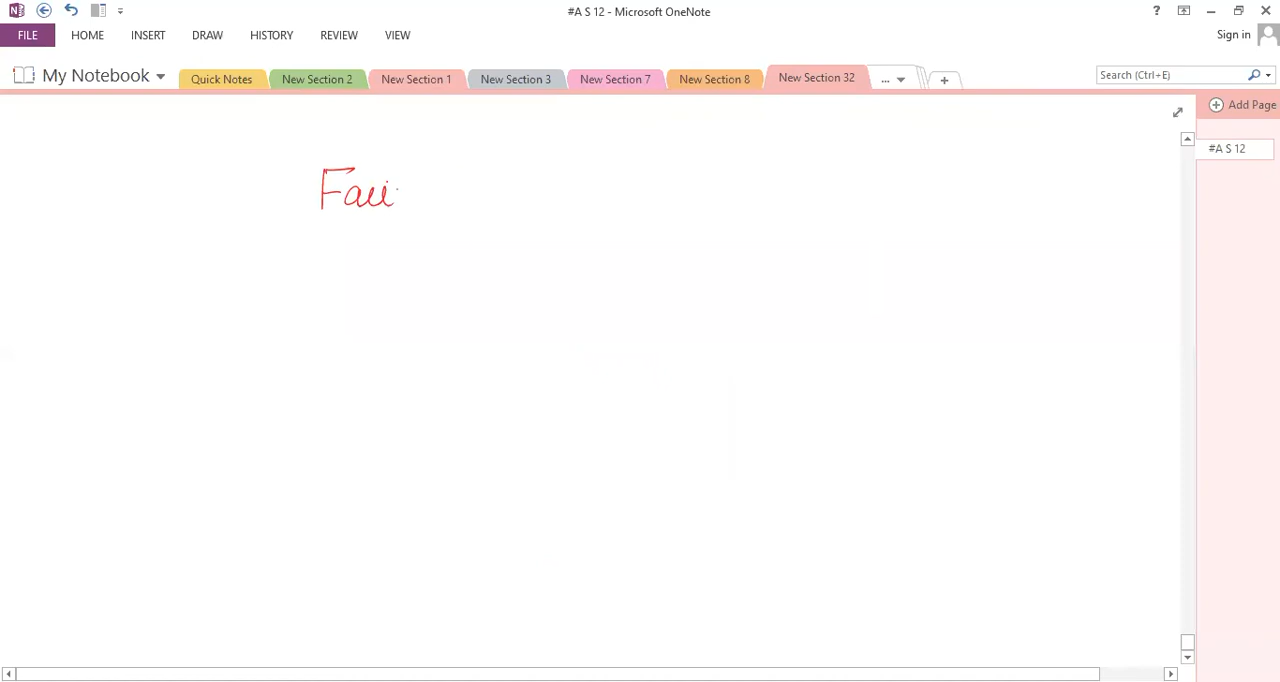 #A S 12 - Microsoft OneNote
?
FILE HOME INSERT DRAW HISTORY REVIEW VIEW
Sign in
My Notebook
Quick Notes New Section 2 New Section 1 New Section 3 New Section 7 New Section 8 New Section 32 ... +
Search (Ctrl+E)
Add Page
#A S 12